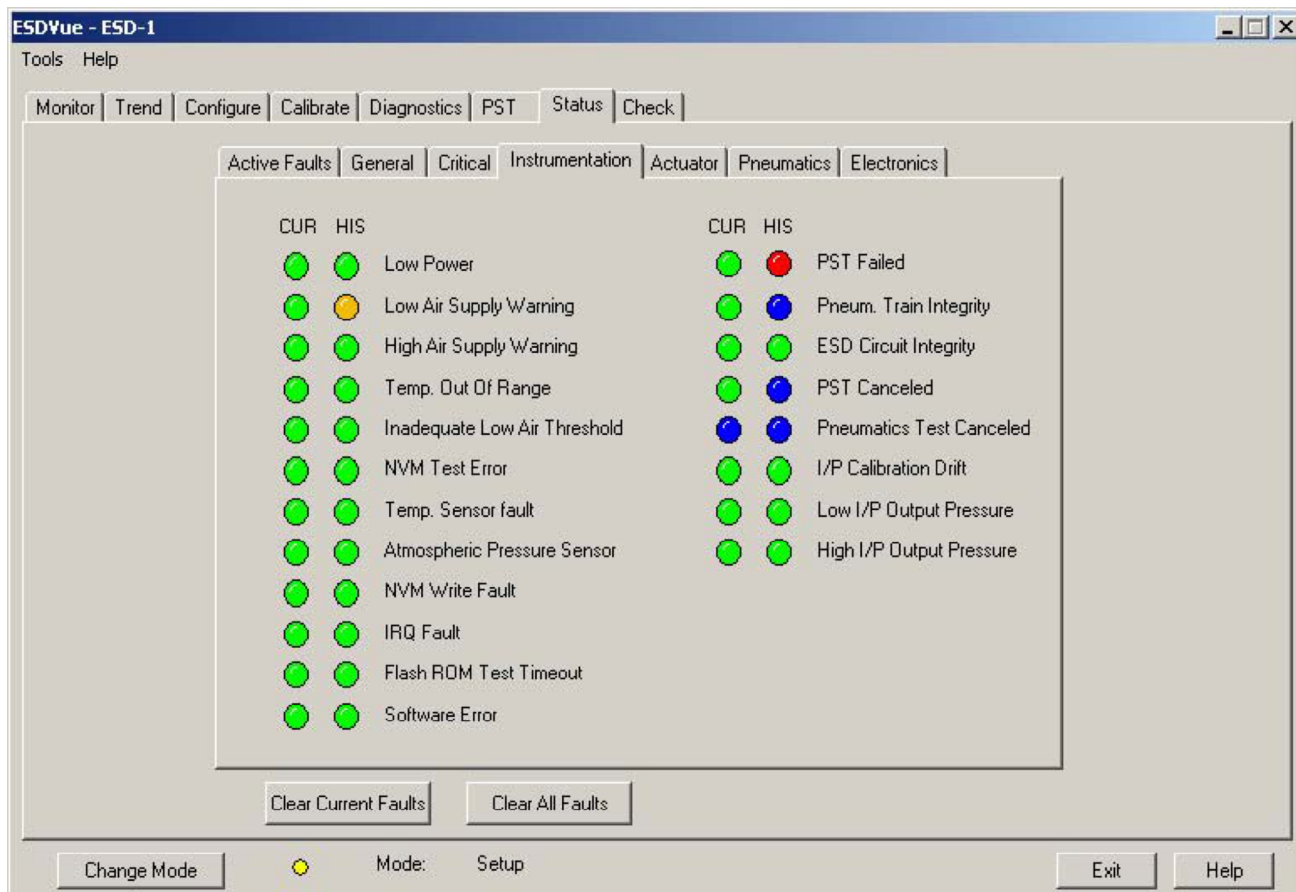 ESDVue - ESD-1
Tools Help
Monitor Trend Configure Calibrate Diagnostics PST Status Check
Active Faults General Critical Instrumentation Actuator Pneumatics Electronics
CUR HIS
Low Power
Low Air Supply Warning
High Air Supply Warning
Temp. Out Of Range
Inadequate Low Air Threshold
NVM Test Error
Temp. Sensor fault
Atmospheric Pressure Sensor
NVM Write Fault
IRQ Fault
Flash ROM Test Timeout
Software Error
CUR HIS
PST Failed
Pneum. Train Integrity
ESD Circuit Integrity
PST Canceled
Pneumatics Test Canceled
I/P Calibration Drift
Low I/P Output Pressure
High I/P Output Pressure
Clear Current Faults Clear All Faults
Change Mode Mode: Setup Exit Help